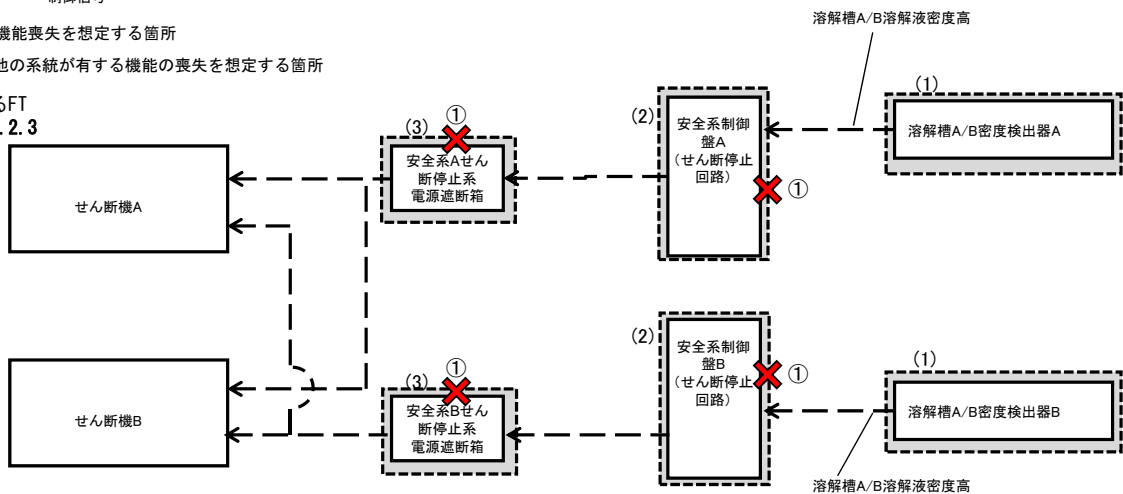 機能喪失を想定する箇所
他の系統が有する機能の喪失を想定する箇所
るFT
.2.3
溶解槽A/B溶解液密度高
(1)
溶解槽A/B密度検出器A
(2)
安全系制御
盤A
(せん断停止
回路)
①
(3)
①
安全系Aせん
断停止系
電源遮断箱
せん断機A
(1)
溶解槽A/B密度検出器B
(2)
安全系制御
盤B
(せん断停止
回路)
①
(3)
①
安全系Bせん
断停止系
電源遮断箱
せん断機B
溶解槽A/B溶解液密度高